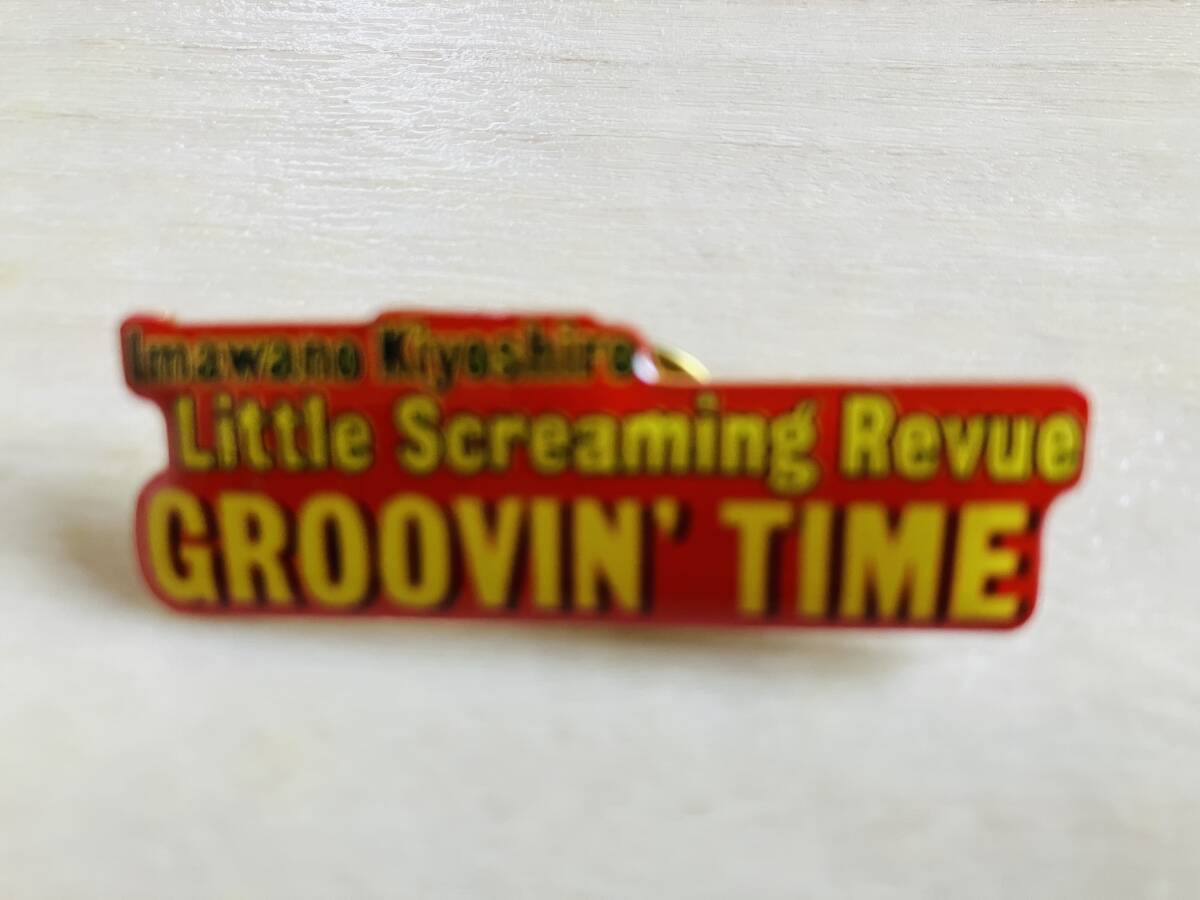 Imawano Kiyoshiro
Little Screaming Revue
GROOVIN' TIME